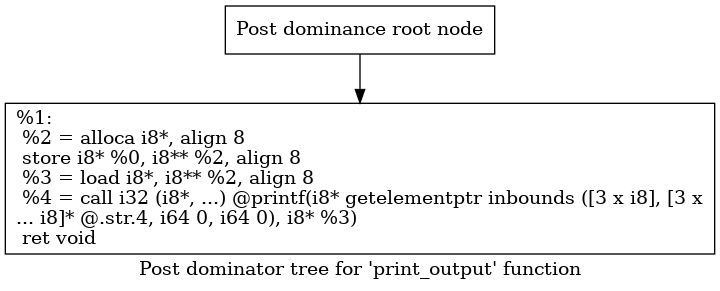 Post dominance root node
%1:
%2 = alloca i8*, align 8
store i8* %0, i8** %2, align 8
%3 = load i8*, i8** %2, align 8
%4 = call i32 (i8*, ...) @printf(i8* getelementptr inbounds ([3 x i8], [3 x
... i8]* @.str.4, i64 0, i64 0), i8* %3)
ret void
Post dominator tree for 'print_output' function